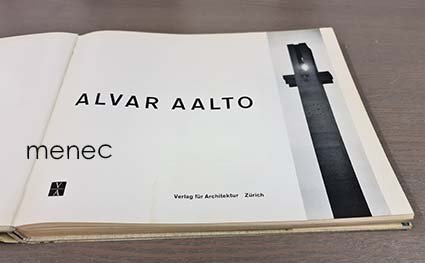 ALVAR AALTO
menec
Verlag für Architektur Zürich